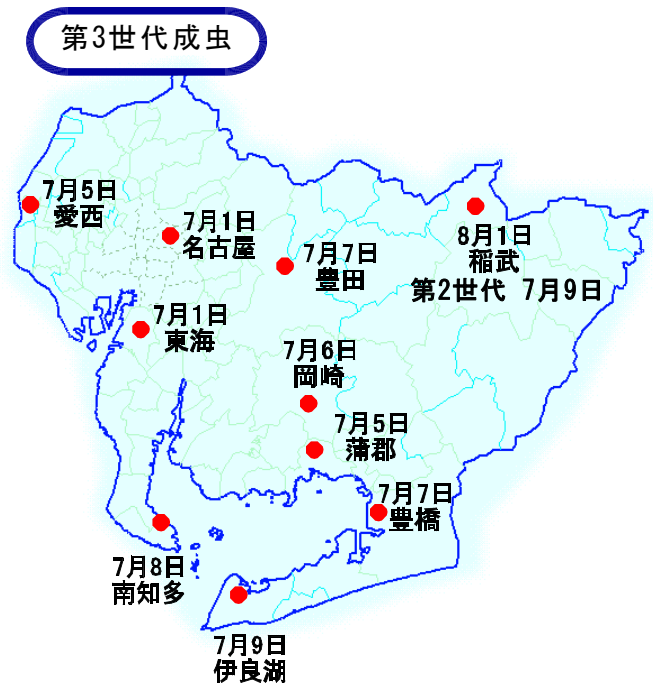 第3世代成虫
7月5日
愛西
7月1日
名古屋
7月7日
豊田
8月1日
稲武
第2世代 7月9日
7月1日
東海
7月6日
岡崎
7月5日
蒲郡
7月7日
豊橋
7月8日
南知多
7月9日
伊良湖